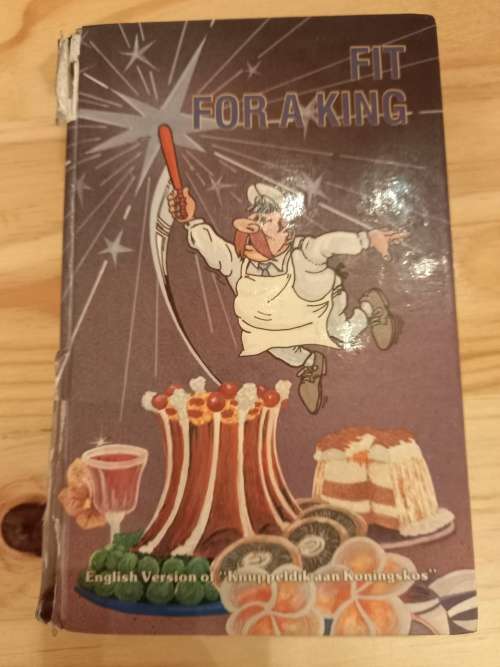 FIT
FOR A KING
English Version of "Knuppeldik aan Koningskos"